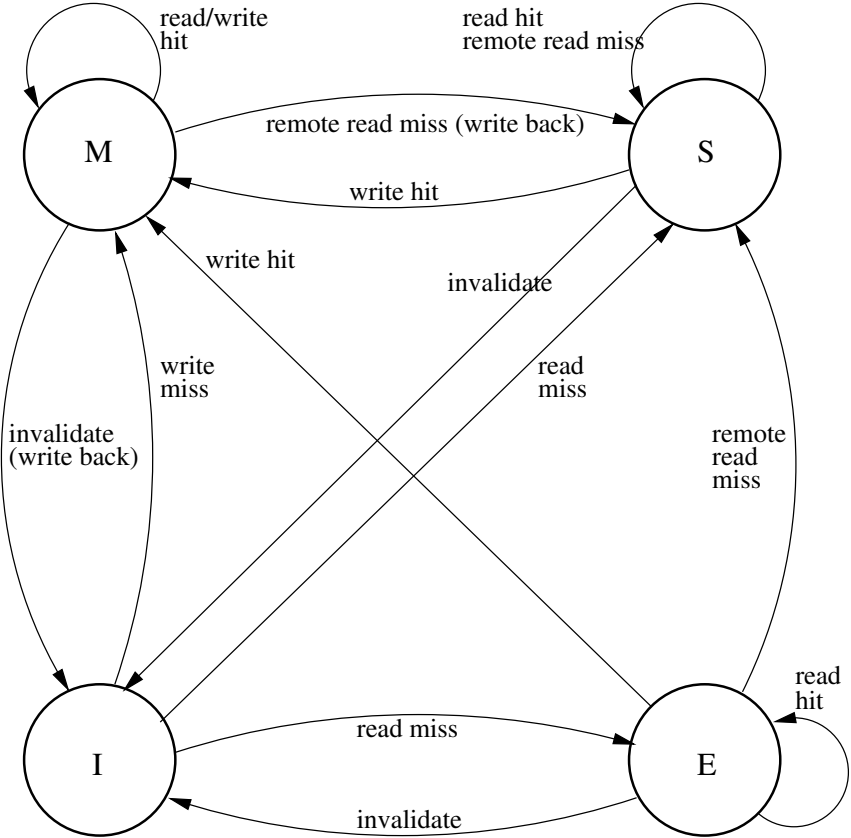 read/write
hit
read hit
remote read miss
M
remote read miss (write back)
S
write hit
write hit
invalidate
write
miss
read
miss
invalidate
(write back)
remote
read
miss
read
hit
read miss
I
E
invalidate